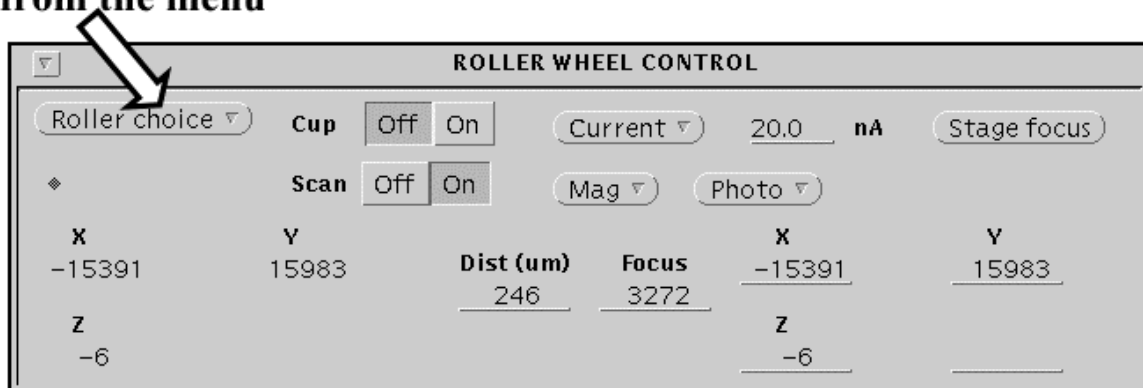 from the menu
ROLLER WHEEL CONTROL
Roller choice Cup Off On Current 20.0 nA Stage focus
Scan Off On Mag Photo
X Y X Y
-15391 15983 Dist (um) Focus -15391 15983
246 3272
Z Z
-6 -6